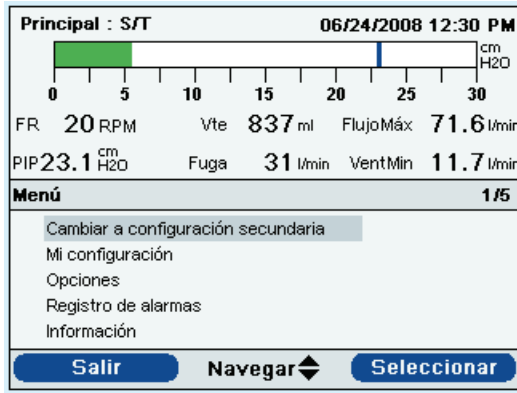 Principal : S/T 06/24/2008 12:30 PM
cm
H2O
0 5 10 15 20 25 30
FR 20 RPM Vte 837 ml FlujoMáx 71.6 l/min
PIP 23.1 cm H2O Fuga 31 l/min VentMin 11.7 l/min
Menú 1/5
Cambiar a configuración secundaria
Mi configuración
Opciones
Registro de alarmas
Información
Salir Navegar Seleccionar